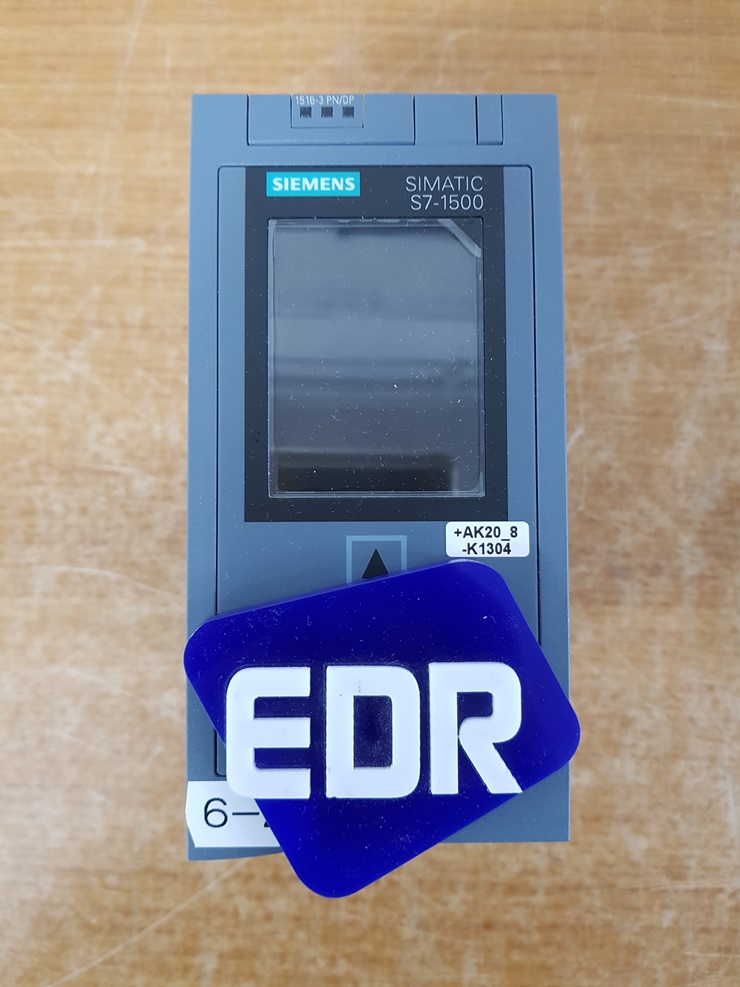 1516-3 PN/DP
SIEMENS
SIMATIC
S7-1500
+AK20_8
-K1304
EDR
6-